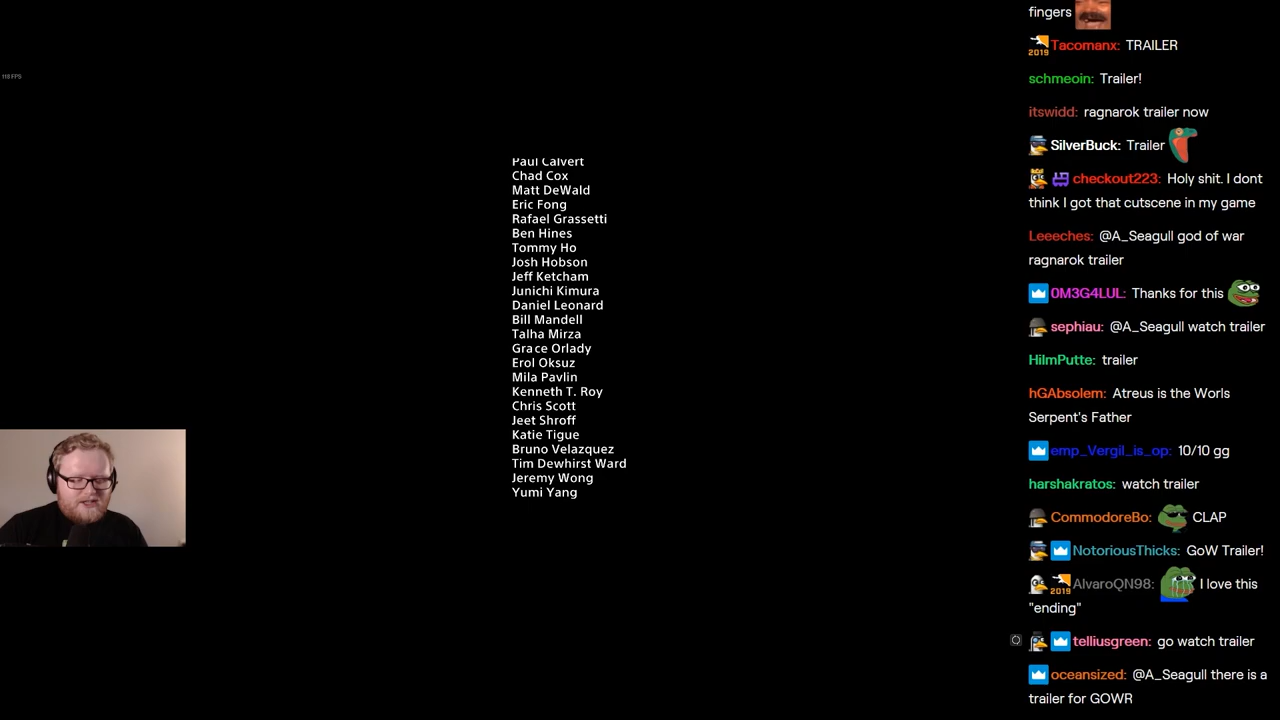 118 FPS
Paul Calvert
Chad Cox
Matt DeWald
Eric Fong
Rafael Grassetti
Ben Hines
Tommy Ho
Josh Hobson
Jeff Ketcham
Junichi Kimura
Daniel Leonard
Bill Mandell
Talha Mirza
Grace Orlady
Erol Oksuz
Mila Pavlin
Kenneth T. Roy
Chris Scott
Jeet Shroff
Katie Tigue
Bruno Velazquez
Tim Dewhirst Ward
Jeremy Wong
Yumi Yang
fingers
2019 Tacomanx: TRAILER
schmeoin: Trailer!
itswidd: ragnarok trailer now
SilverBuck: Trailer
checkout223: Holy shit. I dont
think I got that cutscene in my game
Leeeches: @A_Seagull god of war
ragnarok trailer
0M3G4LUL: Thanks for this
sephiau: @A_Seagull watch trailer
HilmPutte: trailer
hGAbsolem: Atreus is the Worls
Serpent's Father
emp_Vergil_is_op: 10/10 gg
harshakratos: watch trailer
CommodoreBo: CLAP
NotoriousThicks: GoW Trailer!
2019 AlvaroQN98: I love this
"ending"
telliusgreen: go watch trailer
oceansized: @A_Seagull there is a
trailer for GOWR